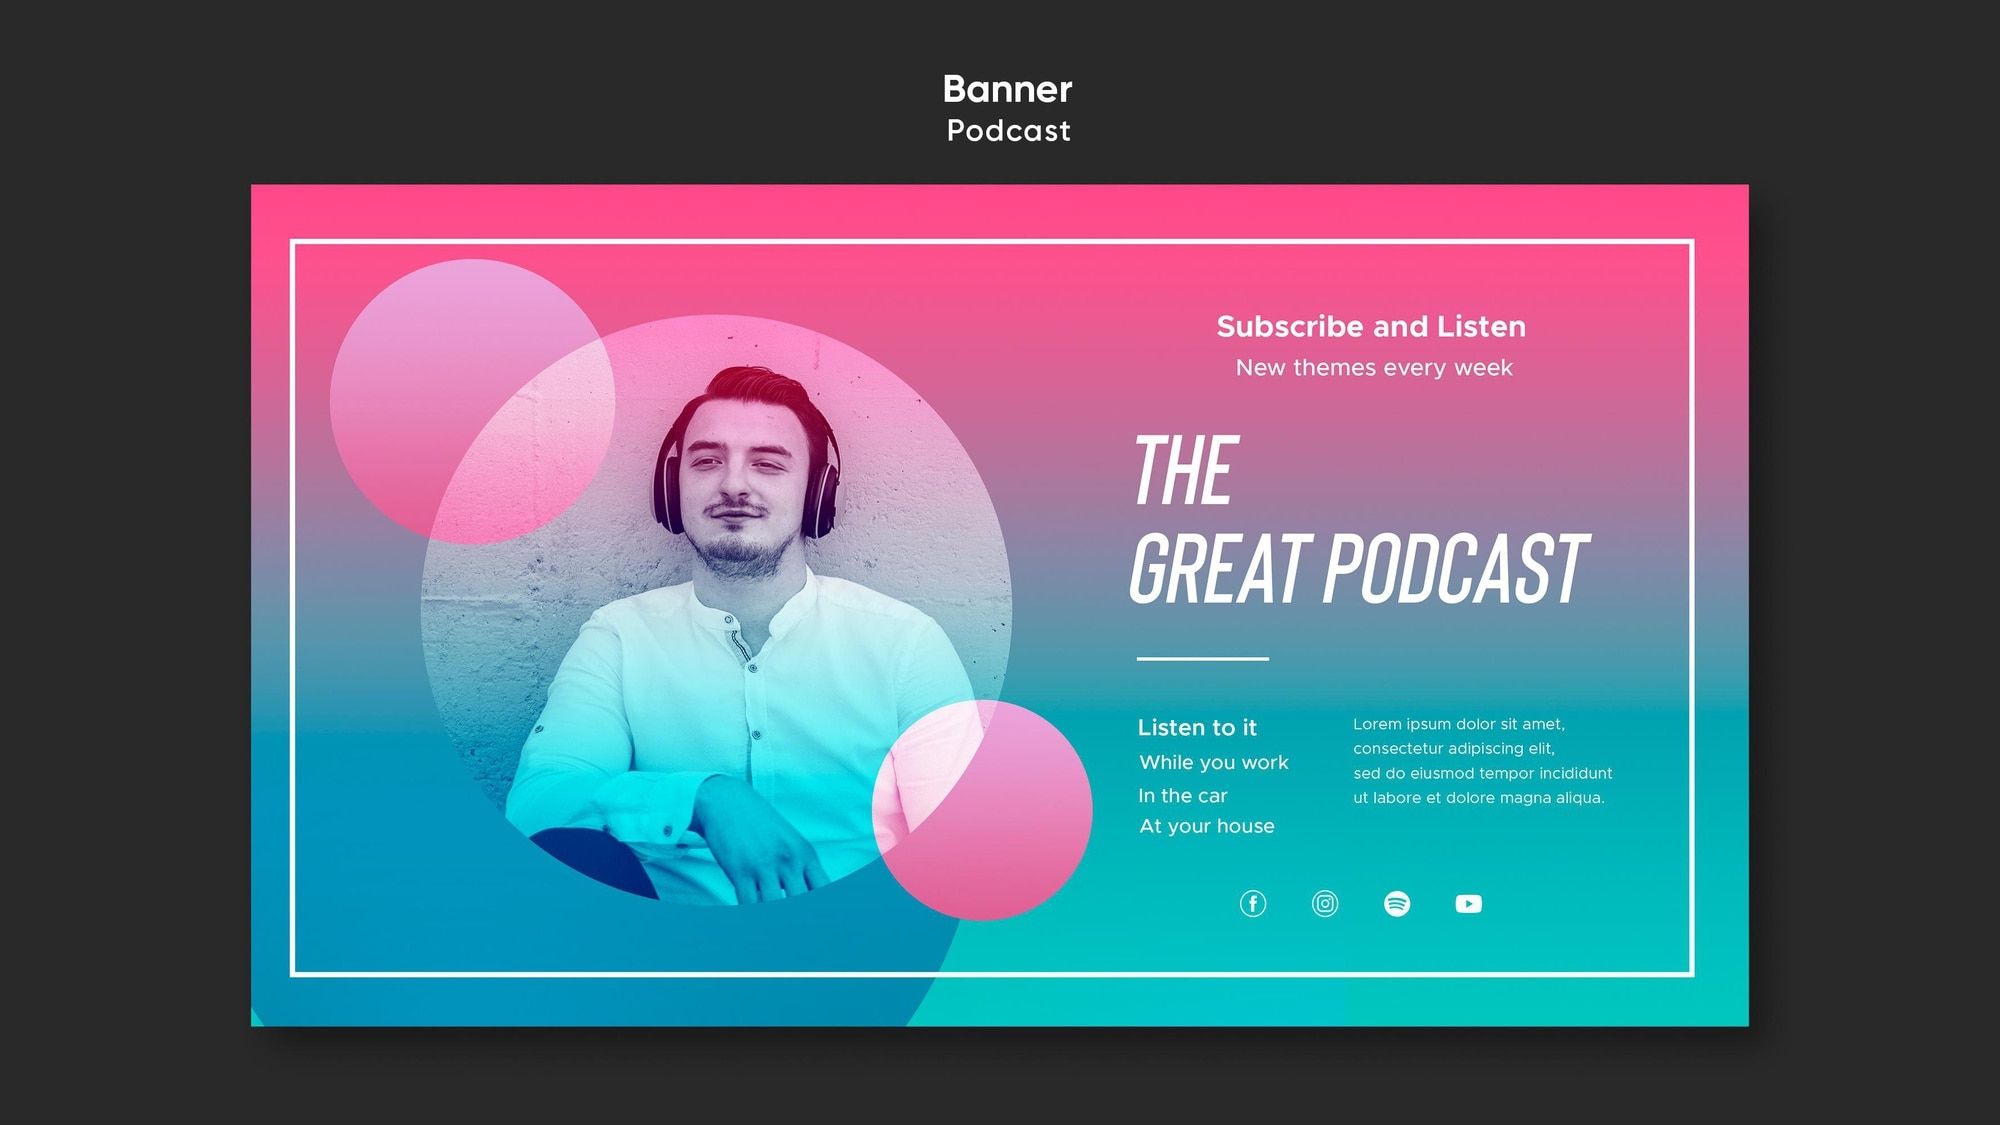 Banner
Podcast
Subscribe and Listen
New themes every week
THE
GREAT PODCAST
Listen to it
While you work
In the car
At your house
Lorem ipsum dolor sit amet,
consectetur adipiscing elit,
sed do eiusmod tempor incididunt
ut labore et dolore magna aliqua.